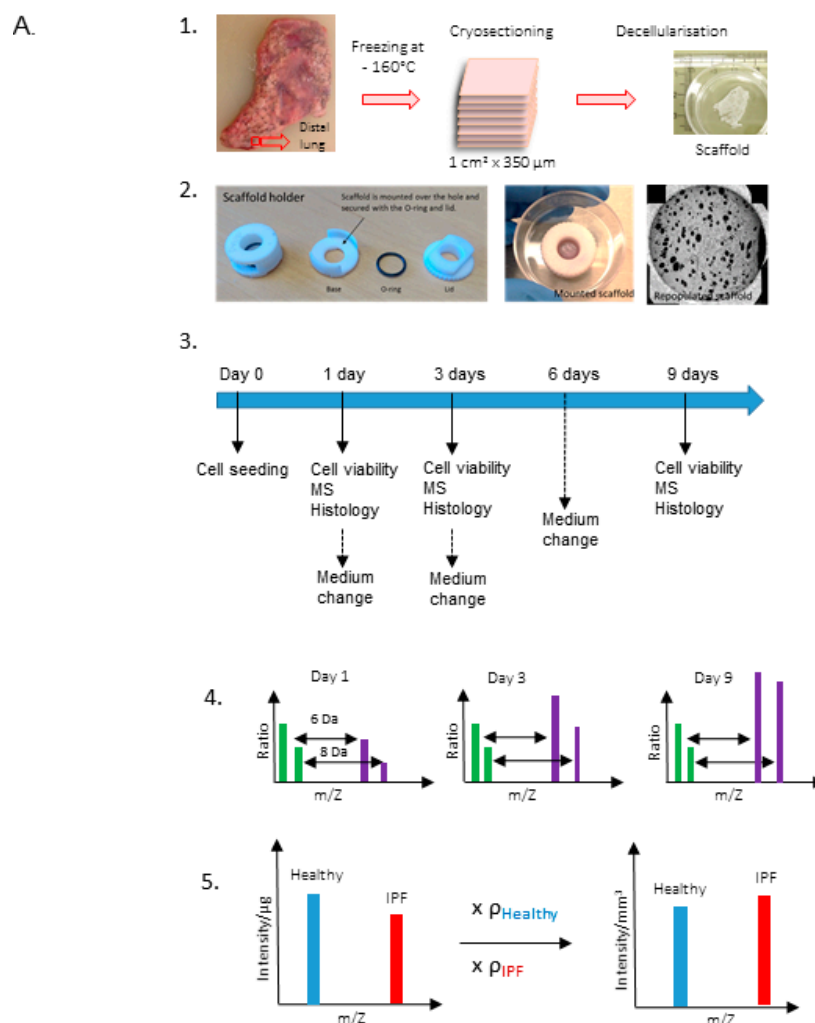 A.
1.
Freezing at
- 160°C
Cryosectioning
Decellularisation
Distal
lung
1 cm² x 350 µm
Scaffold
2.
Scaffold holder
Scaffold is mounted over the hole and
secured with the O-ring and lid.
Base
O-ring
Lid
Mounted scaffold
Repopulated scaffold
3.
Day 0
1 day
3 days
6 days
9 days
Cell seeding
Cell viability
MS
Histology
Medium
change
Cell viability
MS
Histology
Medium
change
Medium
change
Cell viability
MS
Histology
4.
Day 1
Ratio
6 Da
8 Da
m/Z
Day 3
Ratio
m/Z
Day 9
Ratio
m/Z
5.
Intensity/µg
Healthy
IPF
m/Z
x ρHealthy
x ρIPF
Intensity/mm³
Healthy
IPF
m/Z